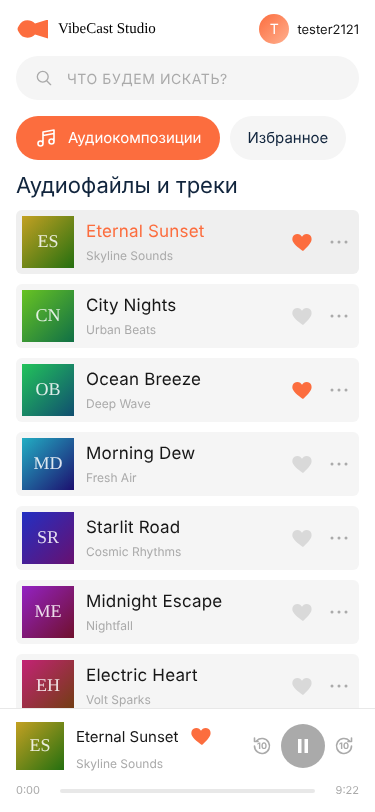 VibeCast Studio
T tester2121
ЧТО БУДЕМ ИСКАТЬ?
Аудиокомпозиции Избранное
Аудиофайлы и треки
ES Eternal Sunset
Skyline Sounds
CN City Nights
Urban Beats
OB Ocean Breeze
Deep Wave
MD Morning Dew
Fresh Air
SR Starlit Road
Cosmic Rhythms
ME Midnight Escape
Nightfall
EH Electric Heart
Volt Sparks
ES Eternal Sunset 10 10
Skyline Sounds
0:00 9:22